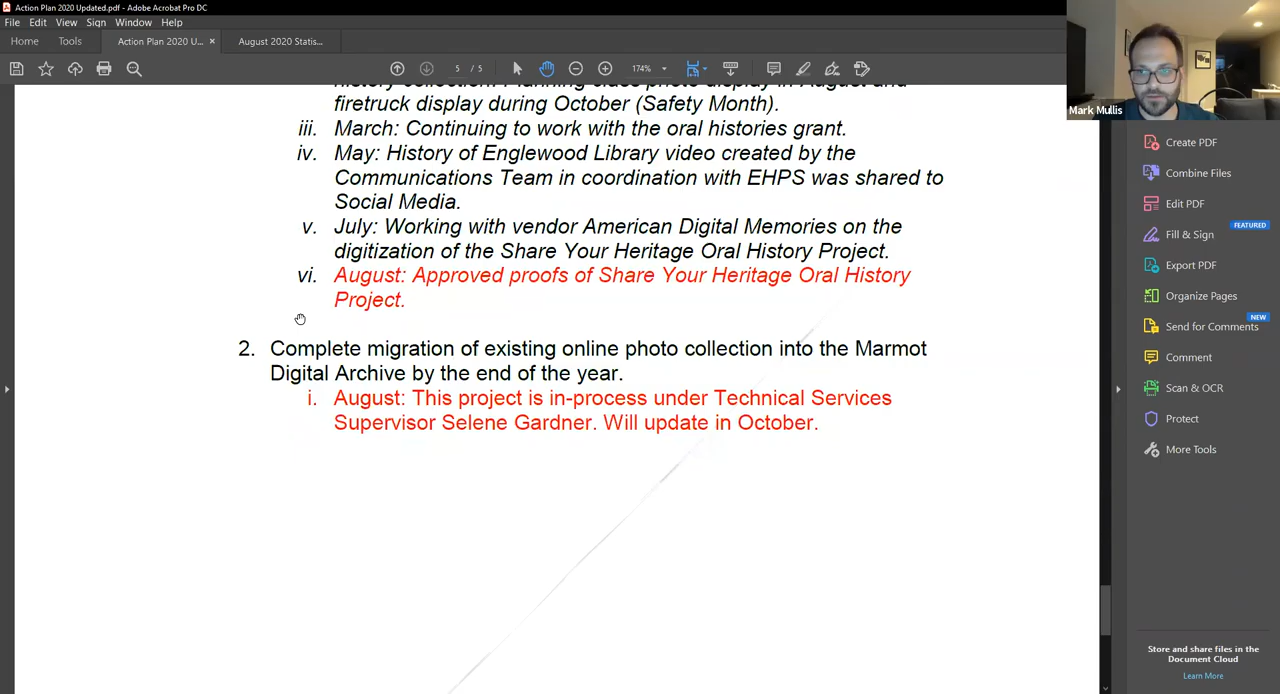 Action Plan 2020 Updated.pdf - Adobe Acrobat Pro DC
File Edit View Sign Window Help
Home Tools Action Plan 2020 U... × August 2020 Statis...
5 / 5 174%
Mark Mullis
firetruck display during October (Safety Month).
iii. March: Continuing to work with the oral histories grant.
iv. May: History of Englewood Library video created by the
Communications Team in coordination with EHPS was shared to
Social Media.
v. July: Working with vendor American Digital Memories on the
digitization of the Share Your Heritage Oral History Project.
vi. August: Approved proofs of Share Your Heritage Oral History
Project.
2. Complete migration of existing online photo collection into the Marmot
Digital Archive by the end of the year.
i. August: This project is in-process under Technical Services
Supervisor Selene Gardner. Will update in October.
Create PDF
Combine Files
Edit PDF
FEATURED
Fill & Sign
Export PDF
Organize Pages
NEW
Send for Comments
Comment
Scan & OCR
Protect
More Tools
Store and share files in the
Document Cloud
Learn More